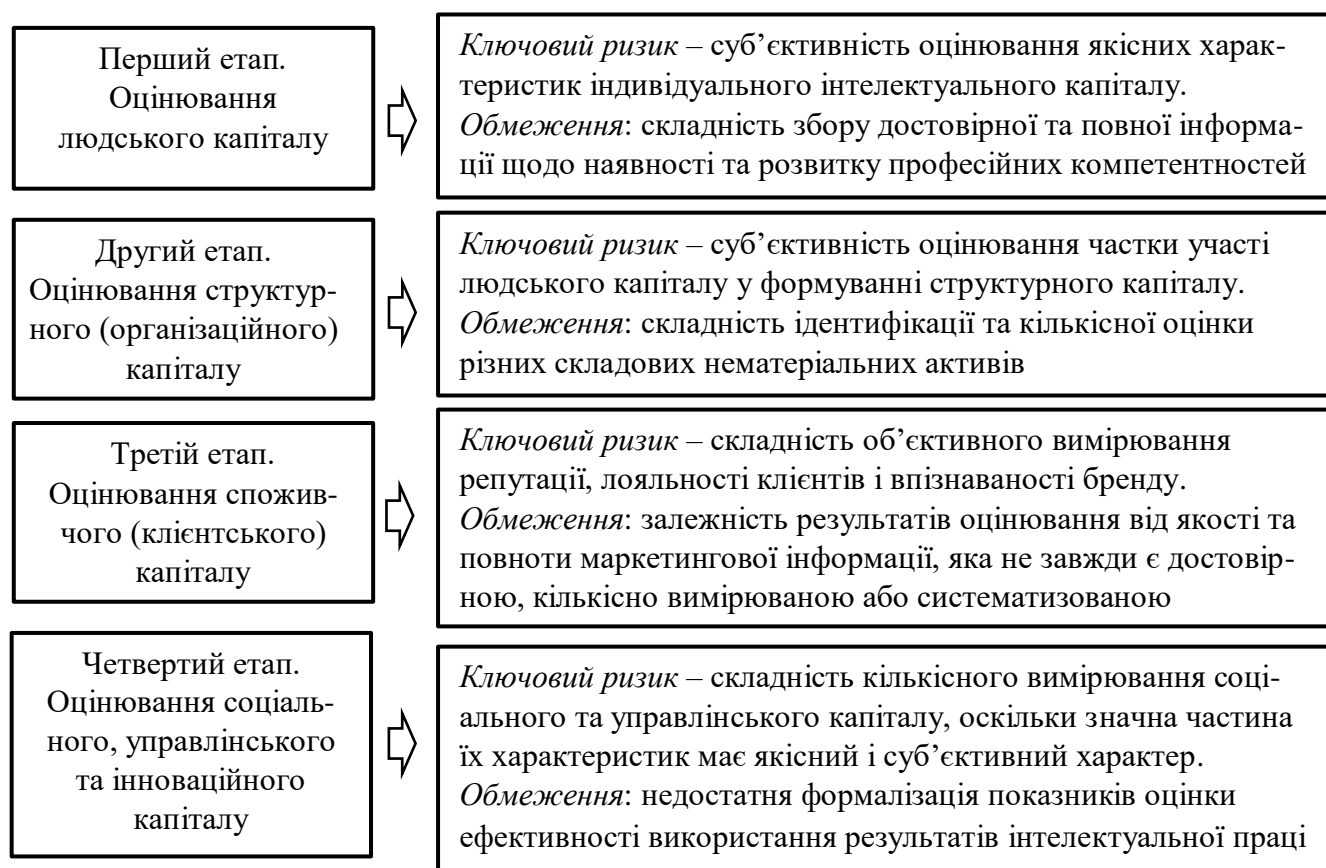 Перший етап.
Оцінювання
людського капіталу
Ключовий ризик – суб’єктивність оцінювання якісних харак-
теристик індивідуального інтелектуального капіталу.
Обмеження: складність збору достовірної та повної інформа-
ції щодо наявності та розвитку професійних компетентностей
Другий етап.
Оцінювання структур-
ного (організаційного)
капіталу
Ключовий ризик – суб’єктивність оцінювання частки участі
людського капіталу у формуванні структурного капіталу.
Обмеження: складність ідентифікації та кількісної оцінки
різних складових нематеріальних активів
Третій етап.
Оцінювання спожив-
чого (клієнтського)
капіталу
Ключовий ризик – складність об’єктивного вимірювання
репутації, лояльності клієнтів і впізнаваності бренду.
Обмеження: залежність результатів оцінювання від якості та
повноти маркетингової інформації, яка не завжди є достовір-
ною, кількісно вимірюваною або систематизованою
Четвертий етап.
Оцінювання соціаль-
ного, управлінського
та інноваційного
капіталу
Ключовий ризик – складність кількісного вимірювання соці-
ального та управлінського капіталу, оскільки значна частина
їх характеристик має якісний і суб’єктивний характер.
Обмеження: недостатня формалізація показників оцінки
ефективності використання результатів інтелектуальної праці